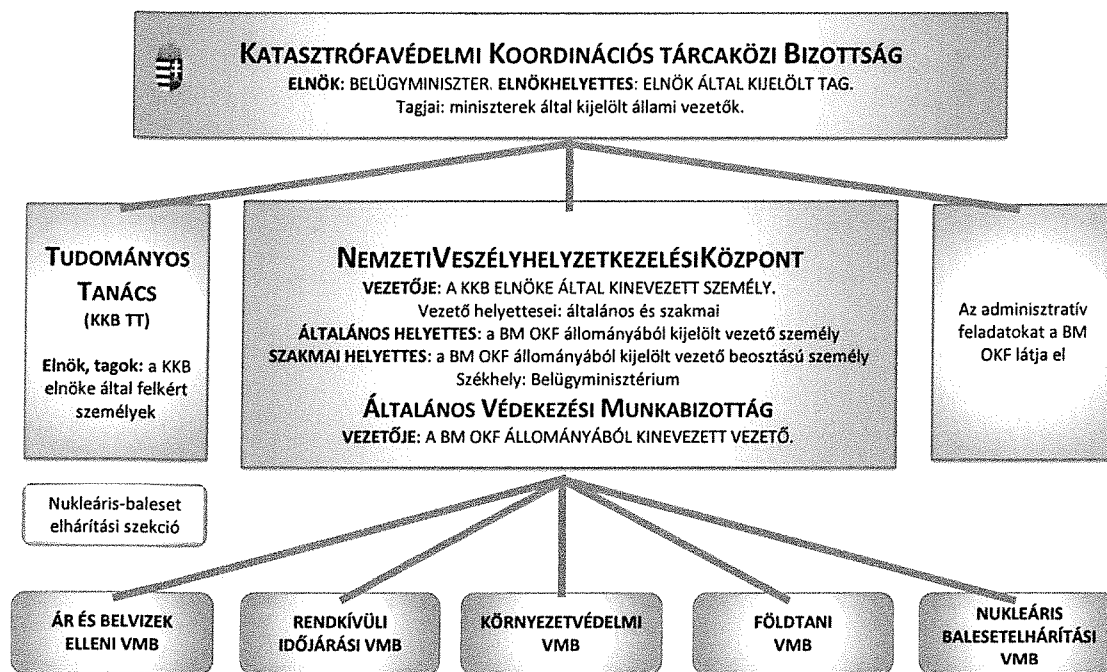 KATASZTRÓFAVÉDELMI KOORDINÁCIÓS TÁRCAKÖZI BIZOTTSÁG
ELNÖK: BELÜGYMINISZTER. ELNÖKHELYETTES: ELNÖK ÁLTAL KIJELÖLT TAG.
Tagjai: miniszterek által kijelölt állami vezetők.
TUDOMÁNYOS
TANÁCS
(KKB TT)
Elnök, tagok: a KKB
elnöke által felkért
személyek
NEMZETIVESZÉLYHELYZETKEZELÉSIKÖZPONT
VEZETŐJE: A KKB ELNÖKE ÁLTAL KINEVEZETT SZEMÉLY.
Vezető helyettesei: általános és szakmai
ÁLTALÁNOS HELYETTES: a BM OKF állományából kijelölt vezető személy
SZAKMAI HELYETTES: a BM OKF állományából kijelölt vezető beosztású személy
Székhely: Belügyminisztérium
ÁLTALÁNOS VÉDEKEZÉSI MUNKABIZOTTÁG
VEZETŐJE: A BM OKF ÁLLOMÁNYÁBÓL KINEVEZETT VEZETŐ.
Az adminisztratív
feladatokat a BM
OKF látja el
Nukleáris-baleset
elhárítási szekció
ÁR ÉS BELVIZEK
ELLENI VMB
RENDKÍVÜLI
IDŐJÁRÁSI VMB
KÖRNYEZETVÉDELMI
VMB
FÖLDTANI
VMB
NUKLEÁRIS
BALESETELHÁRÍTÁSI
VMB